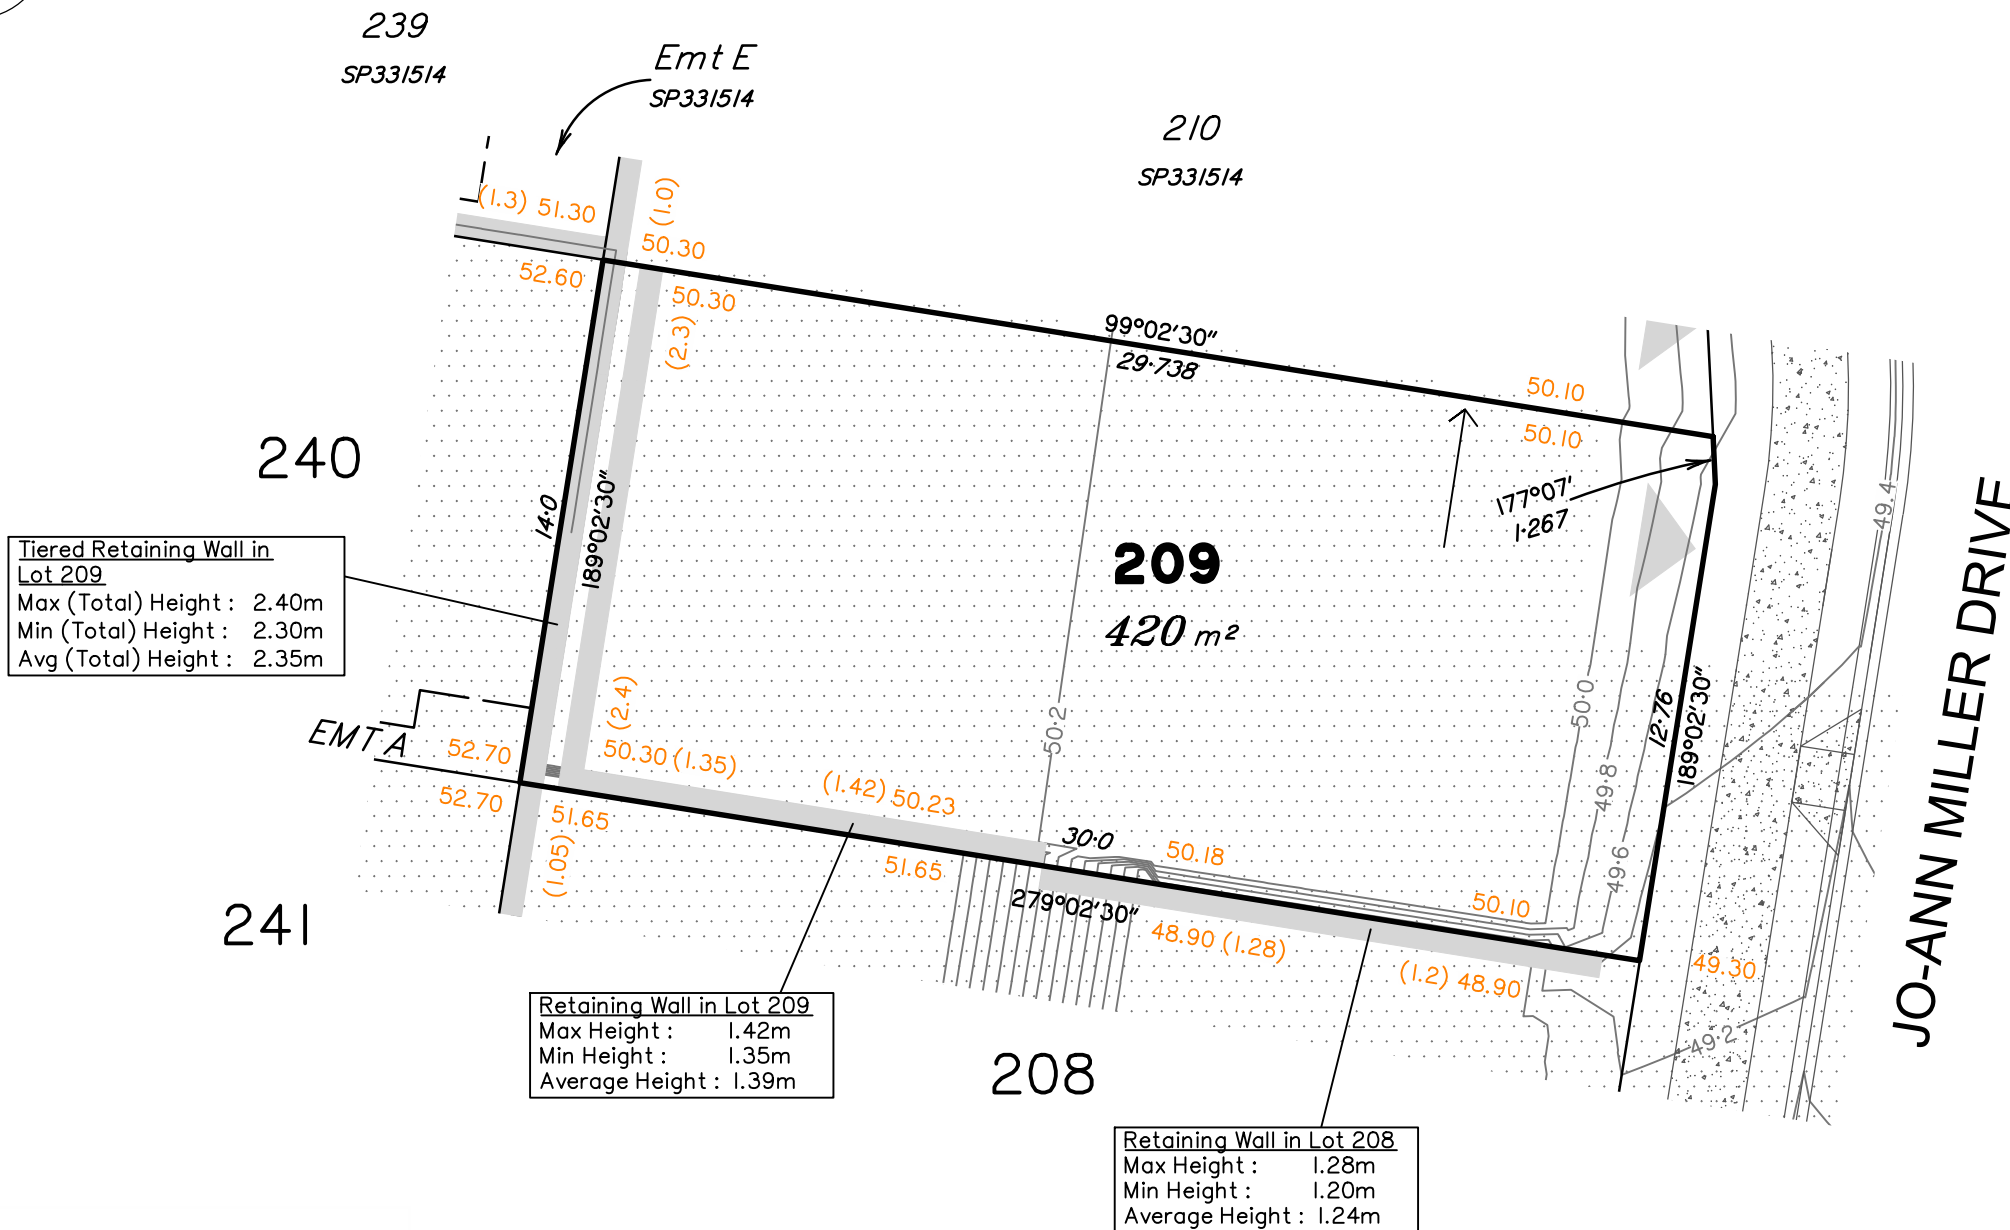 239
SP331514
Emt E
SP331514
210
SP331514
(1.3) 51.30
(1.0)
50.30
52.60
50.30
(2.3)
99°02'30"
29·738
50.10
50.10
240
14·0
189°02'30"
177°07'
1·267
49.4
209
420 m²
Tiered Retaining Wall in
Lot 209
Max (Total) Height : 2.40m
Min (Total) Height : 2.30m
Avg (Total) Height : 2.35m
JO-ANN MILLER DRIVE
(2.4)
50·2
50·0
12·76
189°02'30"
EMT A
52.70
50.30 (1.35)
(1.42) 50.23
49·8
52.70
51.65
(1.05)
30·0
50.18
51.65
49·6
241
279°02'30"
50.10
48.90 (1.28)
(1.2) 48.90
49.30
49·2
Retaining Wall in Lot 209
Max Height : 1.42m
Min Height : 1.35m
Average Height : 1.39m
208
Retaining Wall in Lot 208
Max Height : 1.28m
Min Height : 1.20m
Average Height : 1.24m